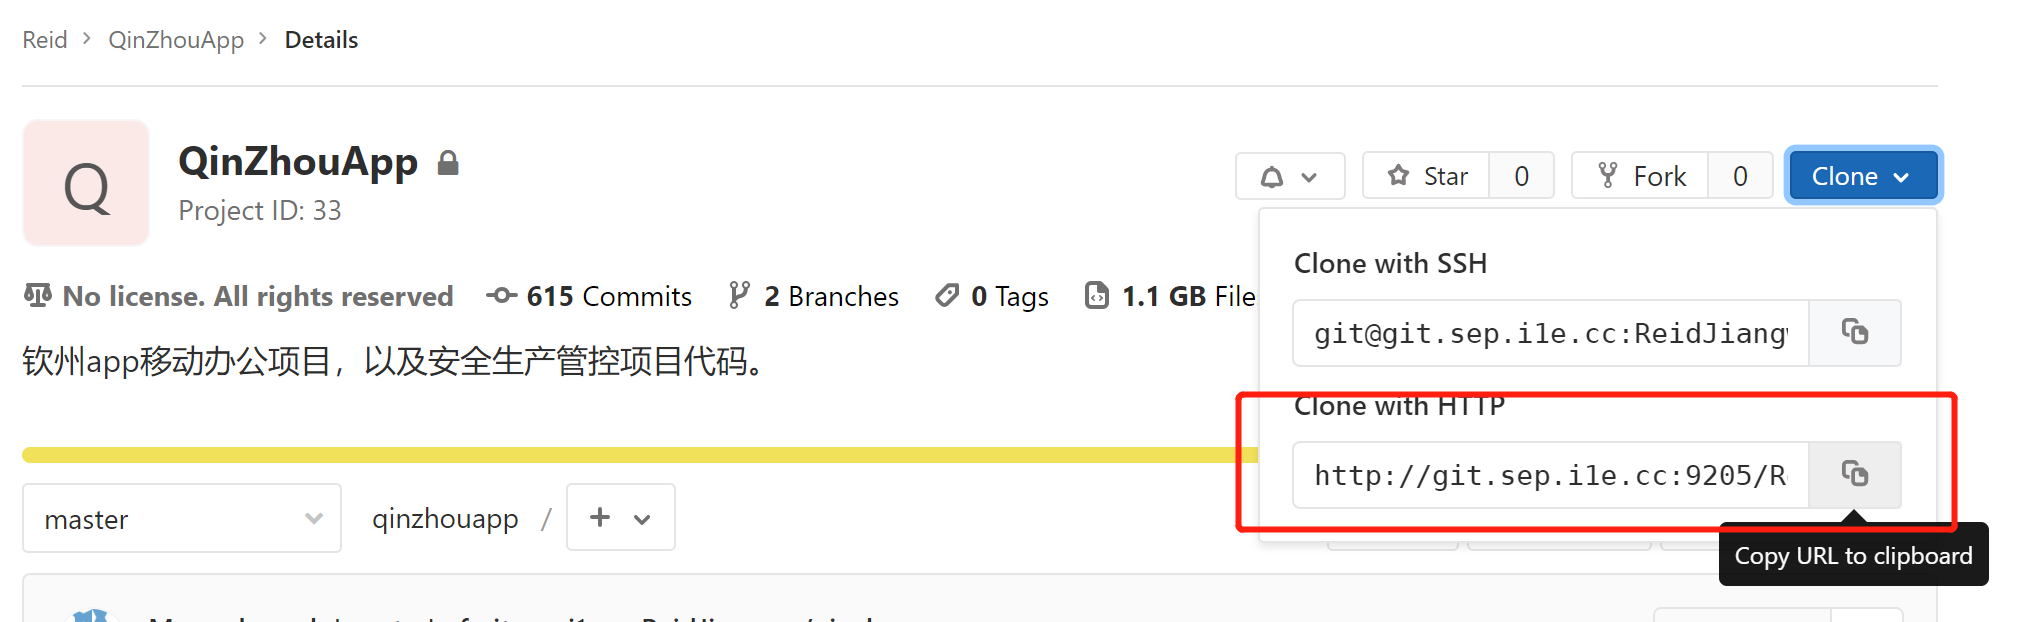 Reid > QinZhouApp > Details
Q
QinZhouApp
Project ID: 33
Star 0
Fork 0
Clone
No license. All rights reserved 615 Commits 2 Branches 0 Tags 1.1 GB File
钦州app移动办公项目，以及安全生产管控项目代码。
Clone with SSH
git@git.sep.i1e.cc:ReidJiang
Clone with HTTP
http://git.sep.i1e.cc:9205/R
Copy URL to clipboard
master qinzhouapp / +